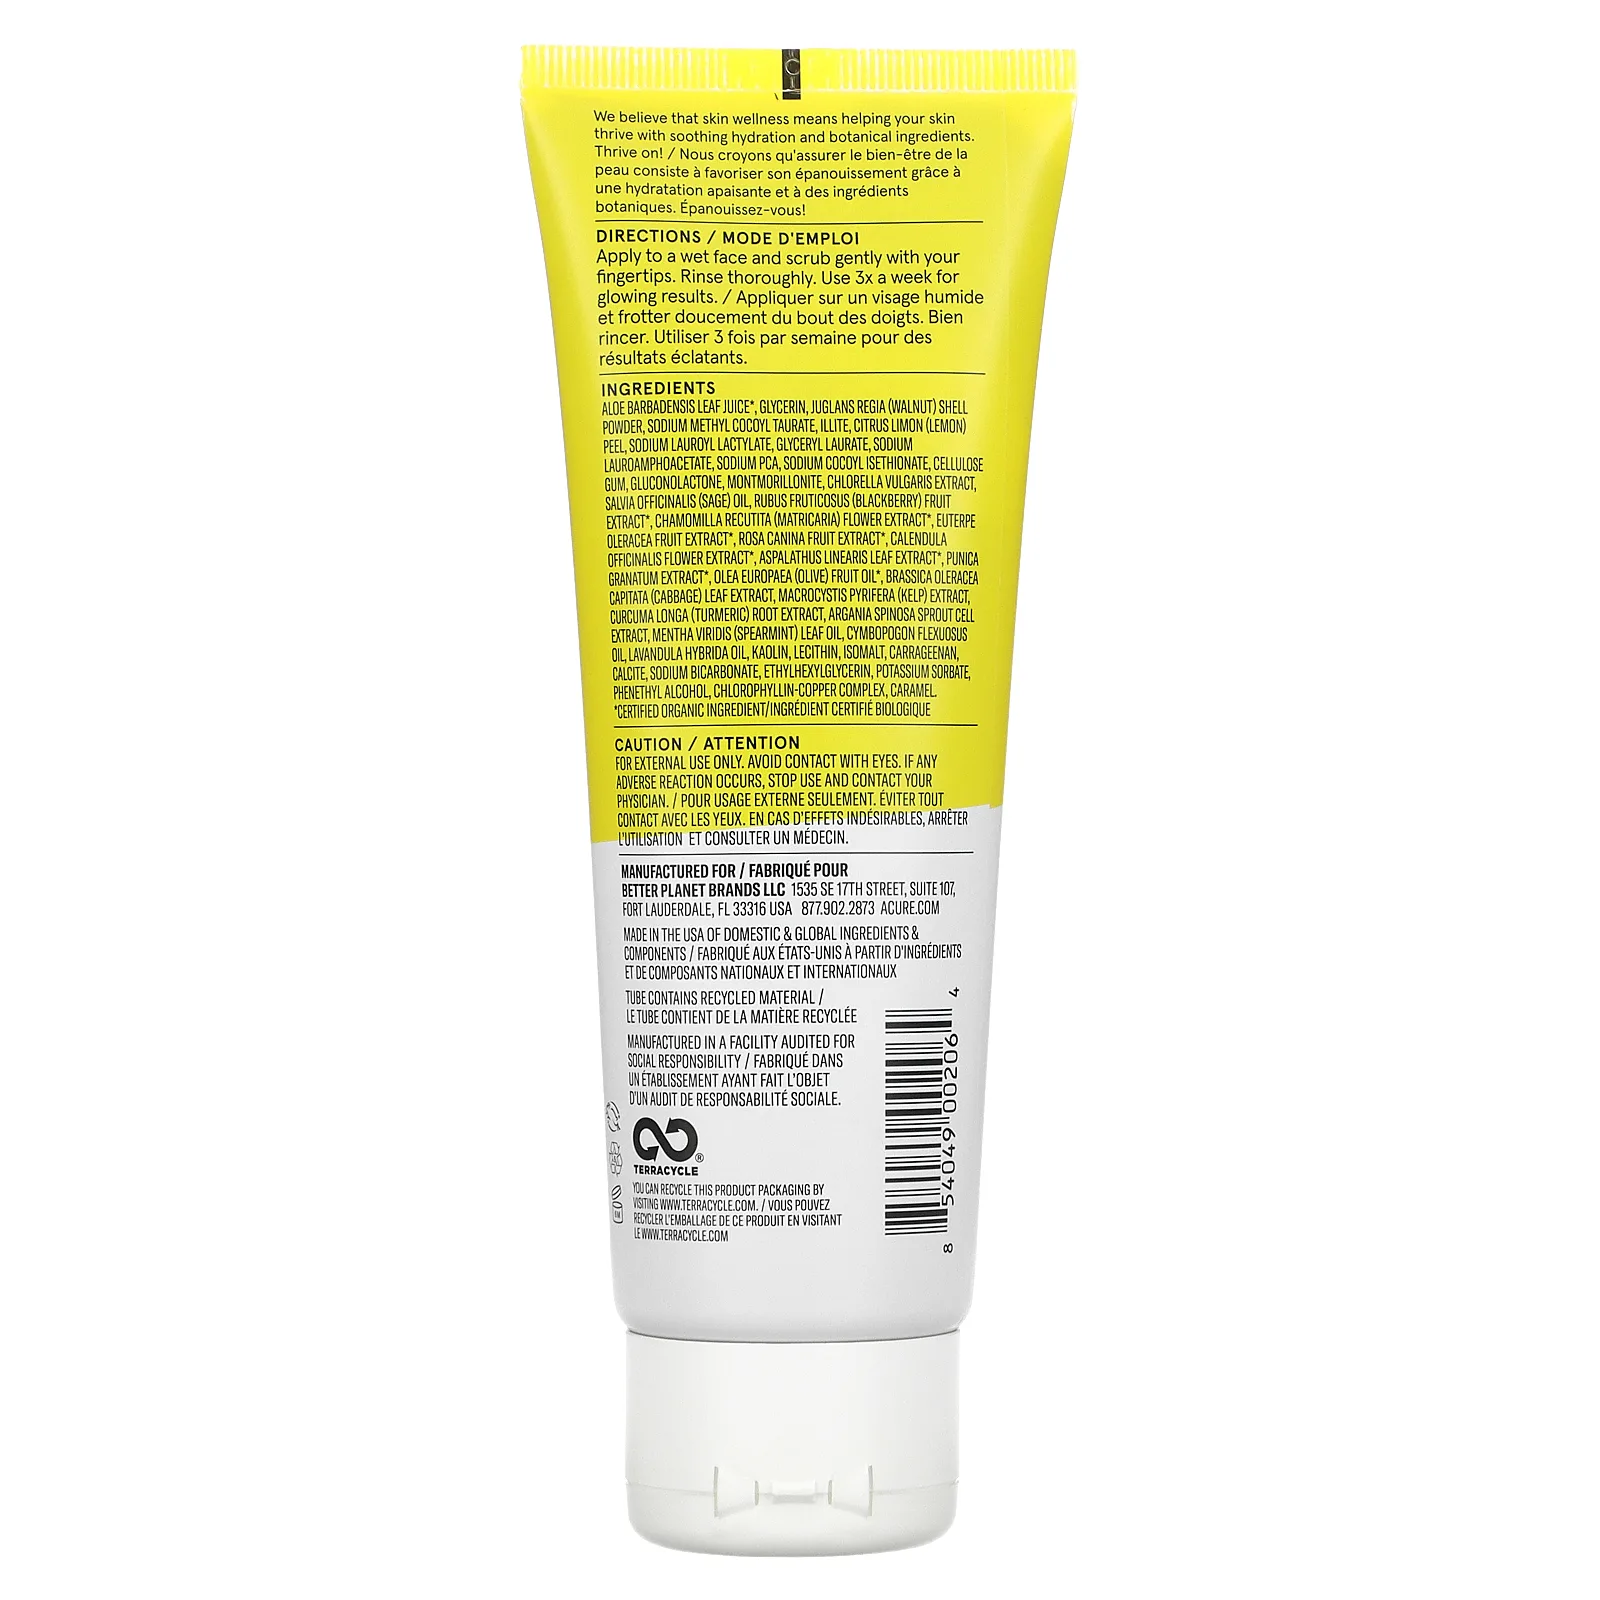 We believe that skin wellness means helping your skin
thrive with soothing hydration and botanical ingredients.
Thrive on! / Nous croyons qu'assurer le bien-être de la
peau consiste à favoriser son épanouissement grâce à
une hydratation apaisante et à des ingrédients
botaniques. Épanouissez-vous!
DIRECTIONS / MODE D'EMPLOI
Apply to a wet face and scrub gently with your
fingertips. Rinse thoroughly. Use 3x a week for
glowing results. / Appliquer sur un visage humide
et frotter doucement du bout des doigts. Bien
rincer. Utiliser 3 fois par semaine pour des
résultats éclatants.
INGREDIENTS
ALOE BARBADENSIS LEAF JUICE*, GLYCERIN, JUGLANS REGIA (WALNUT) SHELL
POWDER, SODIUM METHYL COCOYL TAURATE, ILLITE, CITRUS LIMON (LEMON)
PEEL, SODIUM LAUROYL LACTYLATE, GLYCERYL LAURATE, SODIUM
LAUROAMPHOACETATE, SODIUM PCA, SODIUM COCOYL ISETHIONATE, CELLULOSE
GUM, GLUCONOLACTONE, MONTMORILLONITE, CHLORELLA VULGARIS EXTRACT,
SALVIA OFFICINALIS (SAGE) OIL, RUBUS FRUTICOSUS (BLACKBERRY) FRUIT
EXTRACT*, CHAMOMILLA RECUTITA (MATRICARIA) FLOWER EXTRACT*, EUTERPE
OLERACEA FRUIT EXTRACT*, ROSA CANINA FRUIT EXTRACT*, CALENDULA
OFFICINALIS FLOWER EXTRACT*, ASPALATHUS LINEARIS LEAF EXTRACT*, PUNICA
GRANATUM EXTRACT*, OLEA EUROPAEA (OLIVE) FRUIT OIL*, BRASSICA OLERACEA
CAPITATA (CABBAGE) LEAF EXTRACT, MACROCYSTIS PYRIFERA (KELP) EXTRACT,
CURCUMA LONGA (TURMERIC) ROOT EXTRACT, ARGANIA SPINOSA SPROUT CELL
EXTRACT, MENTHA VIRIDIS (SPEARMINT) LEAF OIL, CYMBOPOGON FLEXUOSUS
OIL, LAVANDULA HYBRIDA OIL, KAOLIN, LECITHIN, ISOMALT, CARRAGEENAN,
CALCITE, SODIUM BICARBONATE, ETHYLHEXYLGLYCERIN, POTASSIUM SORBATE,
PHENETHYL ALCOHOL, CHLOROPHYLLIN-COPPER COMPLEX, CARAMEL.
*CERTIFIED ORGANIC INGREDIENT/INGRÉDIENT CERTIFIÉ BIOLOGIQUE
CAUTION / ATTENTION
FOR EXTERNAL USE ONLY. AVOID CONTACT WITH EYES. IF ANY
ADVERSE REACTION OCCURS, STOP USE AND CONTACT YOUR
PHYSICIAN. / POUR USAGE EXTERNE SEULEMENT. ÉVITER TOUT
CONTACT AVEC LES YEUX. EN CAS D'EFFETS INDÉSIRABLES, ARRÊTER
L'UTILISATION ET CONSULTER UN MÉDECIN.
MANUFACTURED FOR / FABRIQUÉ POUR
BETTER PLANET BRANDS LLC 1535 SE 17TH STREET, SUITE 107,
FORT LAUDERDALE, FL 33316 USA 877.902.2873 ACURE.COM
MADE IN THE USA OF DOMESTIC & GLOBAL INGREDIENTS &
COMPONENTS / FABRIQUÉ AUX ÉTATS-UNIS À PARTIR D'INGRÉDIENTS
ET DE COMPOSANTS NATIONAUX ET INTERNATIONAUX
TUBE CONTAINS RECYCLED MATERIAL /
LE TUBE CONTIENT DE LA MATIÈRE RECYCLÉE
MANUFACTURED IN A FACILITY AUDITED FOR
SOCIAL RESPONSIBILITY / FABRIQUÉ DANS
UN ÉTABLISSEMENT AYANT FAIT L'OBJET
D'UN AUDIT DE RESPONSABILITÉ SOCIALE.
TERRACYCLE®
YOU CAN RECYCLE THIS PRODUCT PACKAGING BY
VISITING WWW.TERRACYCLE.COM. / VOUS POUVEZ
RECYCLER L'EMBALLAGE DE CE PRODUIT EN VISITANT
LE WWW.TERRACYCLE.COM
8 54049 00206 4